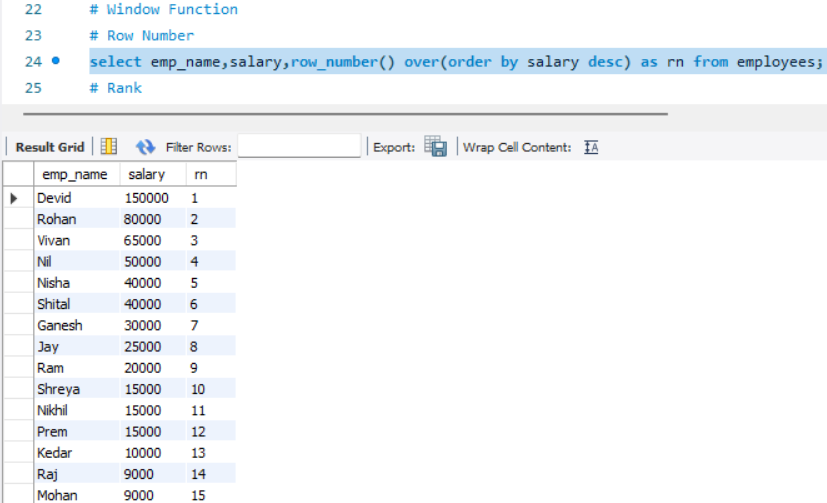 22 # Window Function
23 # Row Number
24 select emp_name,salary,row_number() over(order by salary desc) as rn from employees;
25 # Rank
Result Grid Filter Rows: Export: Wrap Cell Content: IA
emp_name salary rn
Devid 150000 1
Rohan 80000 2
Vivan 65000 3
Nil 50000 4
Nisha 40000 5
Shital 40000 6
Ganesh 30000 7
Jay 25000 8
Ram 20000 9
Shreya 15000 10
Nikhil 15000 11
Prem 15000 12
Kedar 10000 13
Raj 9000 14
Mohan 9000 15